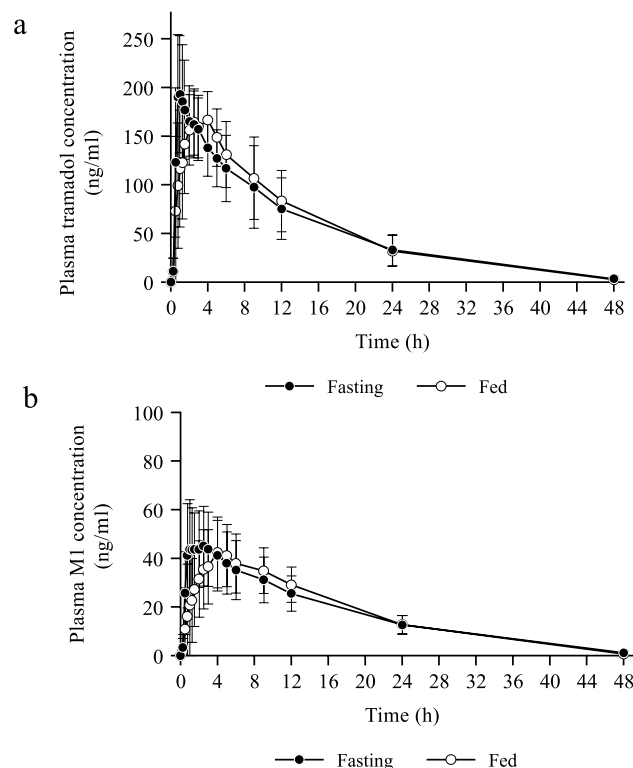 a
Plasma tramadol concentration
(ng/ml)
250
200
150
100
50
0
0 4 8 12 16 20 24 28 32 36 40 44 48
Time (h)
Fasting Fed
b
Plasma M1 concentration
(ng/ml)
100
80
60
40
20
0
0 4 8 12 16 20 24 28 32 36 40 44 48
Time (h)
Fasting Fed